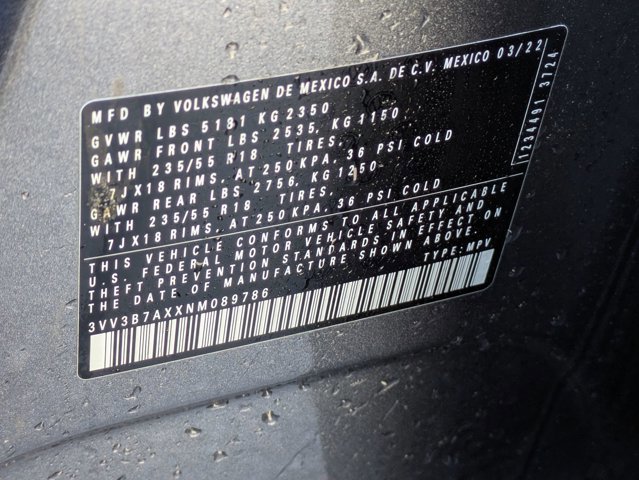 MFD BY VOLKSWAGEN DE MEXICO S.A. DE C.V. MEXICO 03/22
GVWR LBS 5181 KG 2350
GAWR FRONT LBS 2535, KG 1150
WITH 235/55 R18 TIRES,
7JX18 RIMS, AT 250 KPA, 36 PSI COLD
GAWR REAR LBS 2756, KG 1250
WITH 235/55 R18 TIRES,
7JX18 RIMS, AT 250 KPA, 36 PSI COLD
THIS VEHICLE CONFORMS TO ALL APPLICABLE
U.S. FEDERAL MOTOR VEHICLE SAFETY AND
THEFT PREVENTION STANDARDS IN EFFECT ON
THE DATE OF MANUFACTURE SHOWN ABOVE.
TYPE: MPV
3VV3B7AXXNM089786
1234491 3724